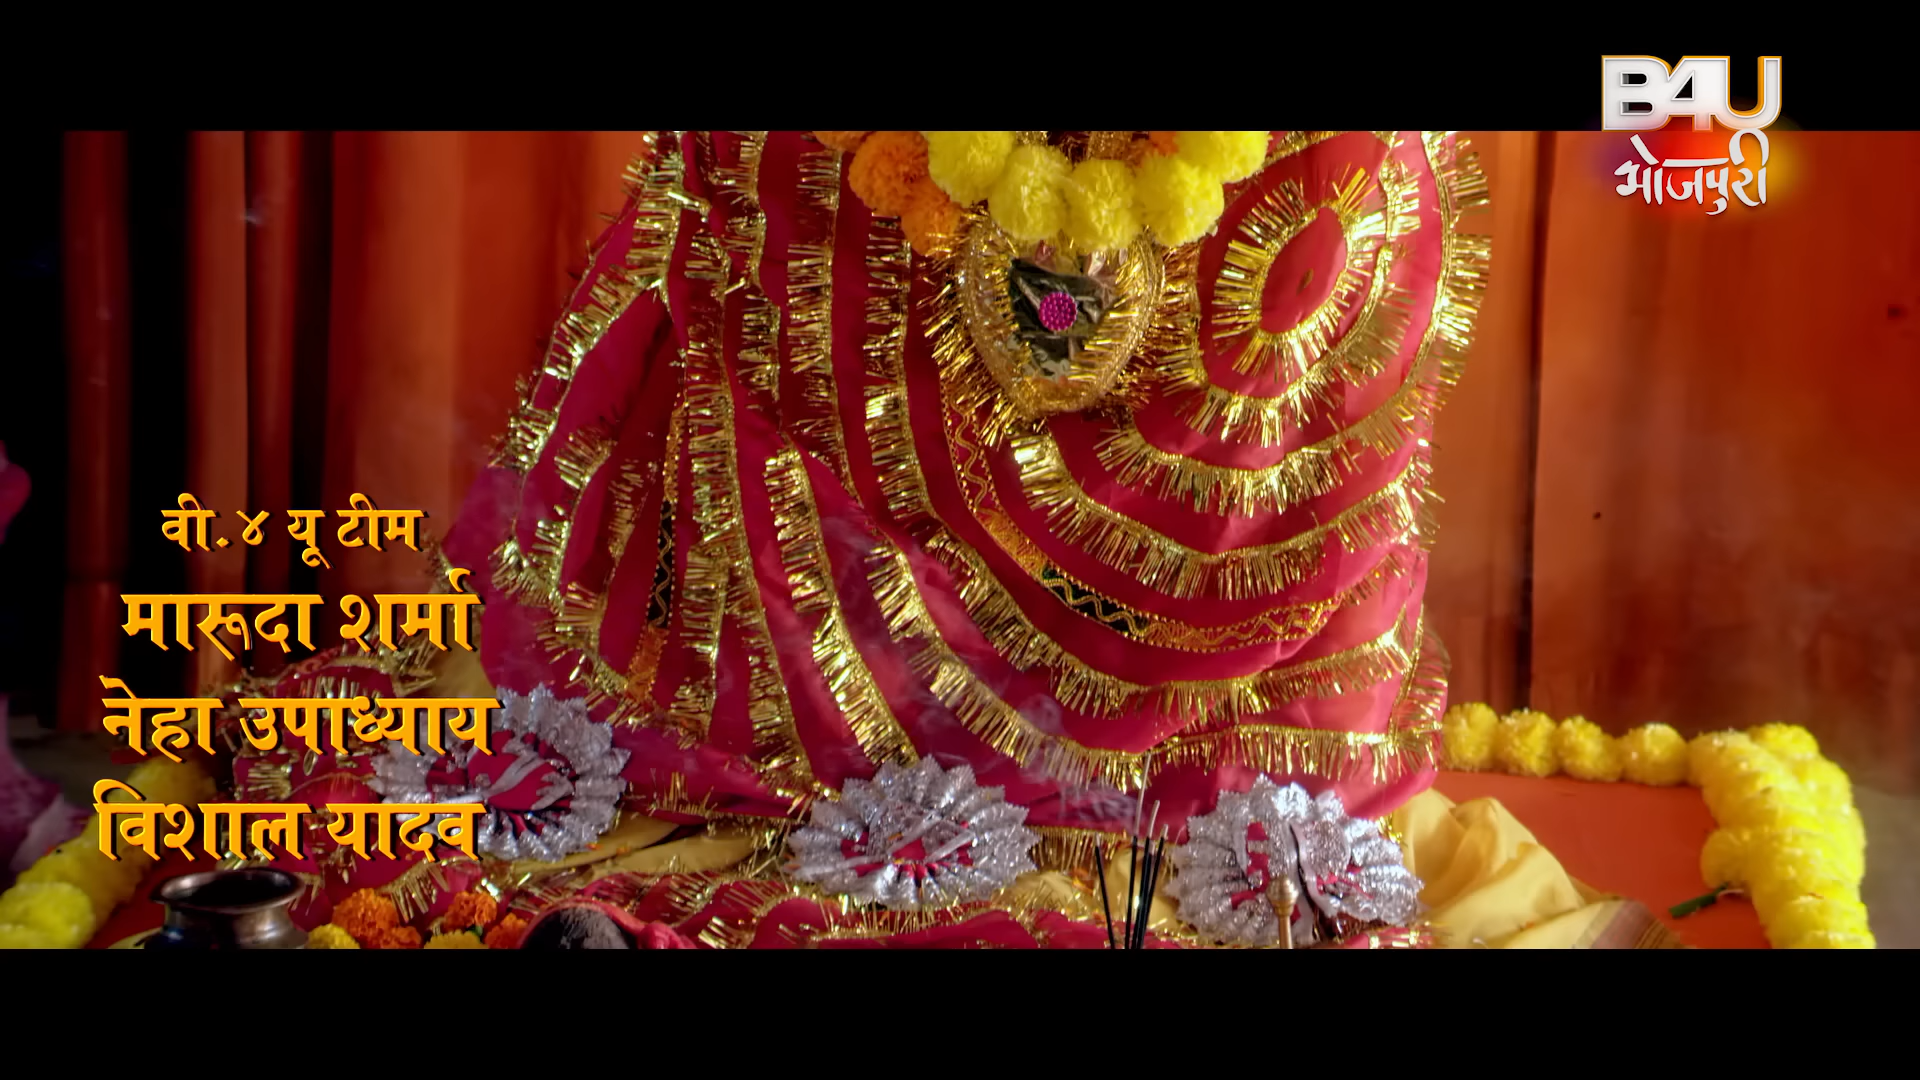 B4U
भोजपुरी
वी.४ यू टीम
मारूदा शर्मा
नेहा उपाध्याय
विशाल यादव